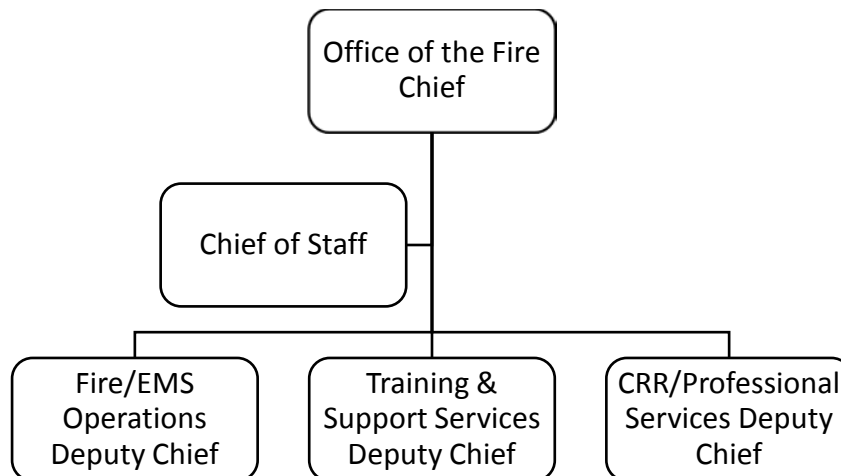 Office of the Fire
Chief
Chief of Staff
Fire/EMS
Operations
Deputy Chief
Training &
Support Services
Deputy Chief
CRR/Professional
Services Deputy
Chief